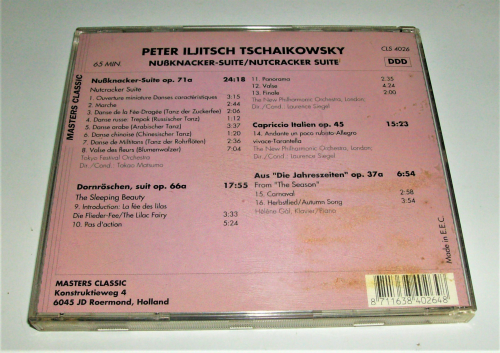 PETER ILJITSCH TSCHAIKOWSKY
CLS 4026
65 MIN.
NUßKNACKER-SUITE/NUTCRACKER SUITE
DDD
MASTERS CLASSIC
Nußknacker-Suite op. 71a 24:18
Nutcracker Suite
1. Ouverture miniature Danses caractéristiques 3:15
2. Marche 2:44
3. Danse de la Fée-Dragée (Tanz der Zuckerfee) 2:06
4. Danse russe: Trepak (Russischer Tanz) 1:12
5. Danse arabe (Arabischer Tanz) 3:37
6. Danse chinoise (Chinesischer Tanz) 1:20
7. Danse de Militans (Tanz der Rohrflöten) 2:37
8. Valse des fleurs (Blumenwalzer) 7:04
Tokyo Festival Orchestra
Dir./Cond.: Takao Matsumo
Dornröschen, suit op. 66a 17:55
The Sleeping Beauty
9. Introduction: La fée des lilas
Die Flieder-Fee/The Lilac Fairy 3:33
10. Pas d'action 5:24
11. Panorama 2:35
12. Valse 4:24
13. Finale 2:00
The New Philharmonic Orchestra, London
Dir./Cond.: Laurence Siegel
Capriccio Italien op. 45 15:23
14. Andante un poco rubato-Allegro
vivace-Tarantella
The New Philharmonic Orchestra, London;
Dir./Cond.: Laurence Siegel
Aus "Die Jahreszeiten" op. 37a 6:54
From "The Season"
15. Carnaval 2:58
16. Herbstlied/Autumn Song 3:54
Hélène Gál, Klavier/Piano
Made in E.E.C.
MASTERS CLASSIC
Konstruktieweg 4
6045 JD Roermond, Holland
8 711638 402648